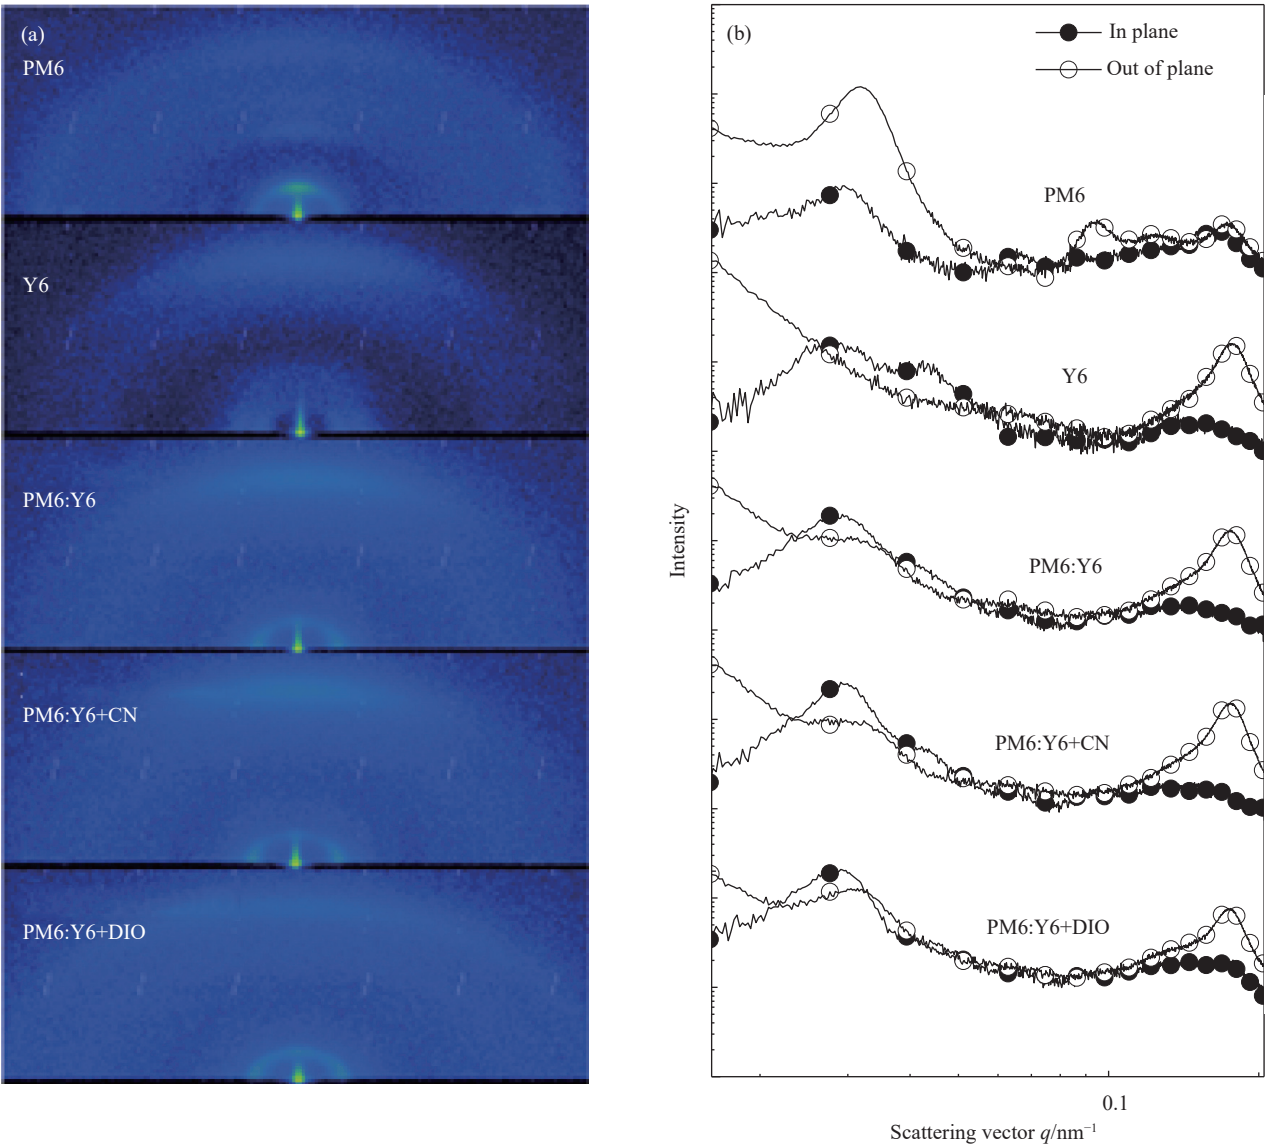 (a)
PM6
Y6
PM6:Y6
PM6:Y6+CN
PM6:Y6+DIO
(b)
In plane
Out of plane
PM6
Y6
PM6:Y6
PM6:Y6+CN
PM6:Y6+DIO
Intensity
0.1
Scattering vector q/nm⁻¹